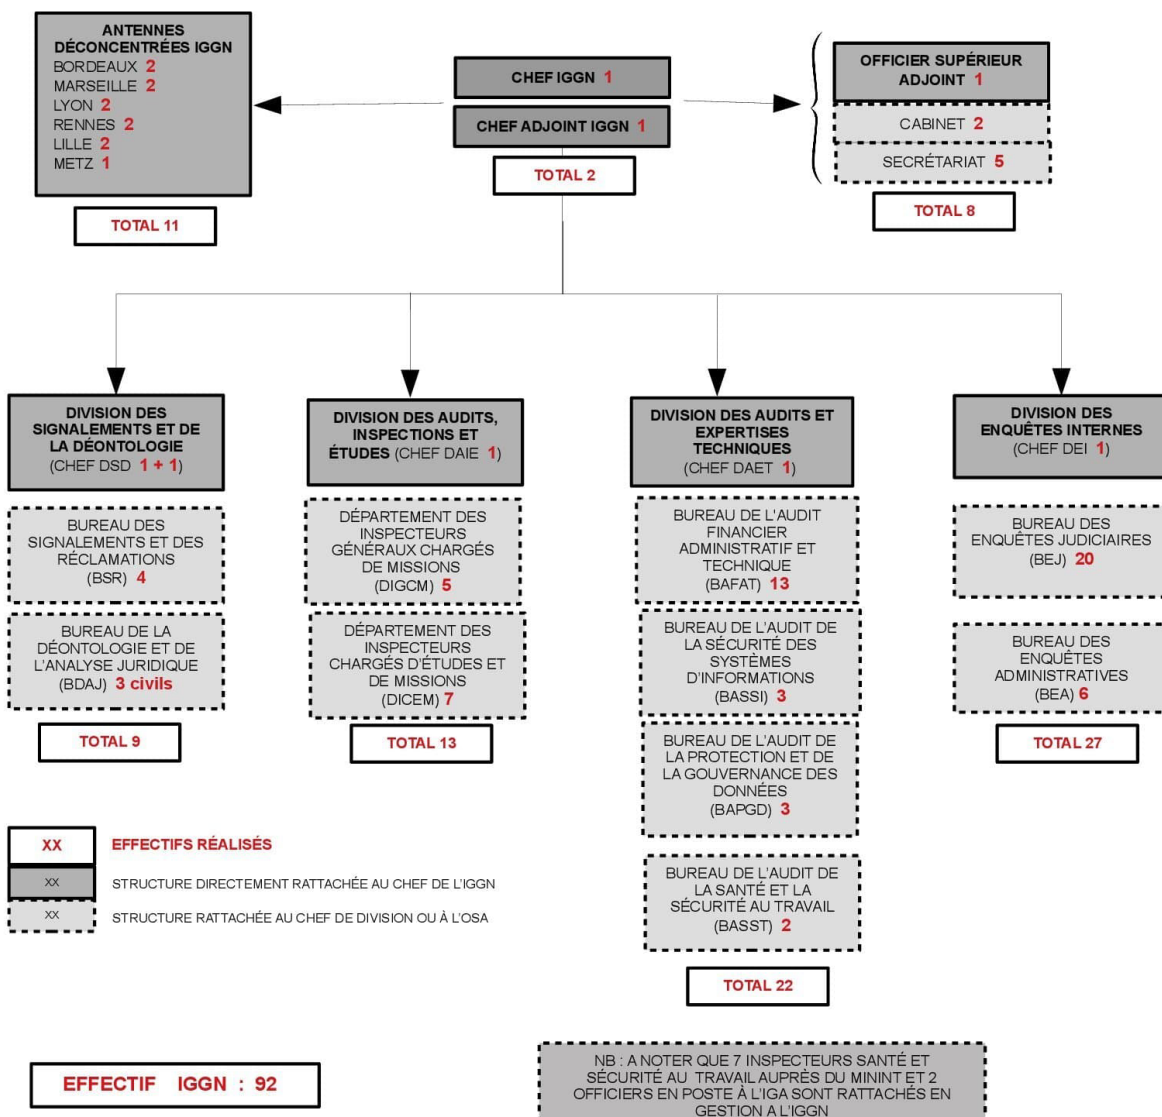 ANTENNES
DÉCONCENTRÉES IGGN
BORDEAUX 2
MARSEILLE 2
LYON 2
RENNES 2
LILLE 2
METZ 1
TOTAL 11
CHEF IGGN 1
CHEF ADJOINT IGGN 1
TOTAL 2
OFFICIER SUPÉRIEUR
ADJOINT 1
CABINET 2
SECRÉTARIAT 5
TOTAL 8
DIVISION DES
SIGNALEMENTS ET DE
LA DÉONTOLOGIE
(CHEF DSD 1 + 1)
BUREAU DES
SIGNALEMENTS ET DES
RÉCLAMATIONS
(BSR) 4
BUREAU DE LA
DÉONTOLOGIE ET DE
L'ANALYSE JURIDIQUE
(BDAJ) 3 civils
TOTAL 9
DIVISION DES AUDITS,
INSPECTIONS ET
ÉTUDES (CHEF DAIE 1)
DÉPARTEMENT DES
INSPECTEURS
GÉNÉRAUX CHARGÉS
DE MISSIONS
(DIGCM) 5
DÉPARTEMENT DES
INSPECTEURS
CHARGÉS D'ÉTUDES ET
DE MISSIONS
(DICEM) 7
TOTAL 13
DIVISION DES AUDITS ET
EXPERTISES
TECHNIQUES
(CHEF DAET 1)
BUREAU DE L'AUDIT
FINANCIER
ADMINISTRATIF ET
TECHNIQUE
(BAFAT) 13
BUREAU DE L'AUDIT DE
LA SÉCURITÉ DES
SYSTÈMES
D'INFORMATIONS
(BASSI) 3
BUREAU DE L'AUDIT DE
LA PROTECTION ET DE
LA GOUVERNANCE DES
DONNÉES
(BAPGD) 3
BUREAU DE L'AUDIT DE
LA SANTÉ ET LA
SÉCURITÉ AU TRAVAIL
(BASST) 2
TOTAL 22
DIVISION DES
ENQUÊTES INTERNES
(CHEF DEI 1)
BUREAU DES
ENQUÊTES JUDICIAIRES
(BEJ) 20
BUREAU DES
ENQUÊTES
ADMINISTRATIVES
(BEA) 6
TOTAL 27
XX EFFECTIFS RÉALISÉS
XX STRUCTURE DIRECTEMENT RATTACHÉE AU CHEF DE L'IGGN
XX STRUCTURE RATTACHÉE AU CHEF DE DIVISION OU À L'OSA
EFFECTIF IGGN : 92
NB : A NOTER QUE 7 INSPECTEURS SANTÉ ET
SÉCURITÉ AU TRAVAIL AUPRÈS DU MININT ET 2
OFFICIERS EN POSTE À L'IGA SONT RATTACHÉS EN
GESTION A L'IGGN